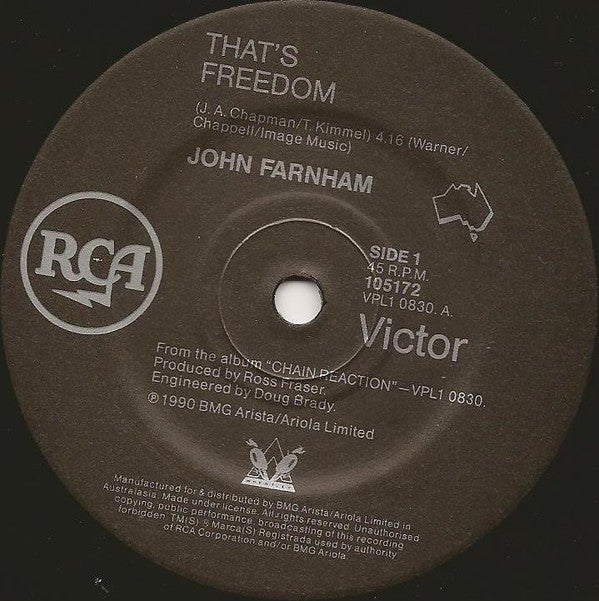 THAT'S
FREEDOM
(J. A. Chapman/T. Kimmel) 4.16 (Warner/
Chappell/Image Music)
JOHN FARNHAM
RCA
SIDE 1
45 R.P.M.
105172
VPL1 0830. A.
Victor
From the album "CHAIN REACTION"—VPL1 0830.
Produced by Ross Fraser.
Engineered by Doug Brady.
℗ 1990 BMG Arista/Ariola Limited
WHEATLEY
Manufactured for & distributed by BMG Arista/Ariola Limited in
Australasia. Made under license. All rights reserved. Unauthorised
copying, public performance, broadcasting of this recording
forbidden. TM(S) ® Marca(S) Registrada used by authority
of RCA Corporation and/or BMG Ariola.